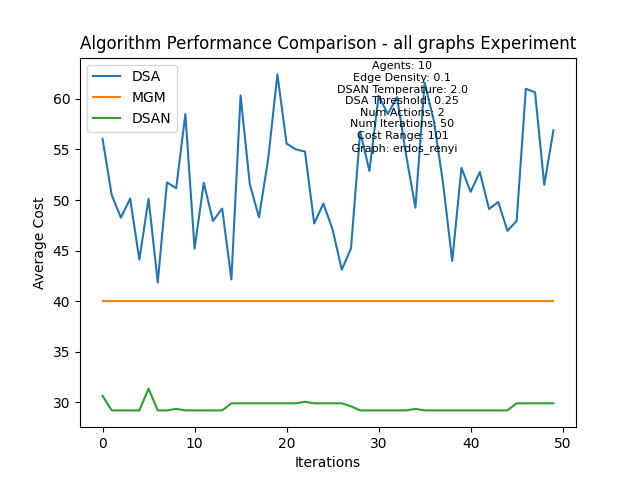 Algorithm Performance Comparison - all graphs Experiment
DSA
MGM
DSAN
Agents: 10
Edge Density: 0.1
DSAN Temperature: 2.0
DSA Threshold: 0.25
Num Actions: 2
Num Iterations: 50
Cost Range: 101
Graph: erdos_renyi
Average Cost
60
55
50
45
40
35
30
0
10
20
30
40
50
Iterations